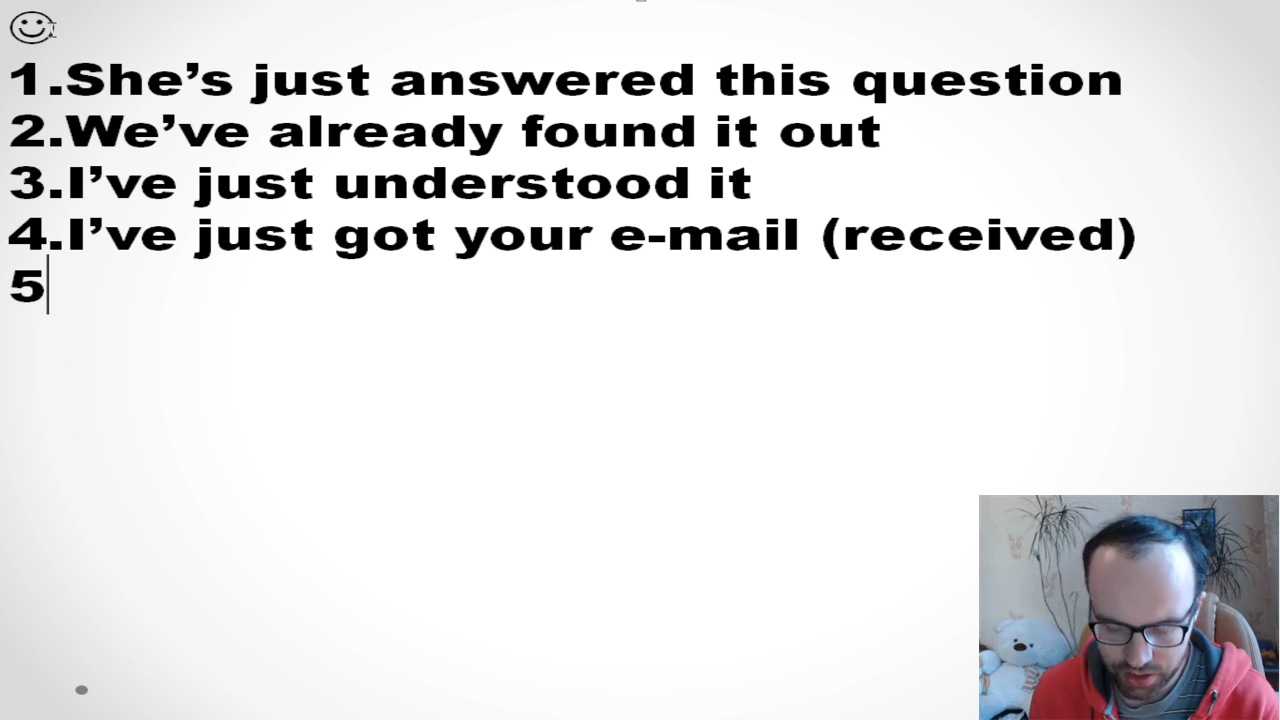 1.She’s just answered this question
2.We’ve already found it out
3.I’ve just understood it
4.I’ve just got your e-mail (received)
5